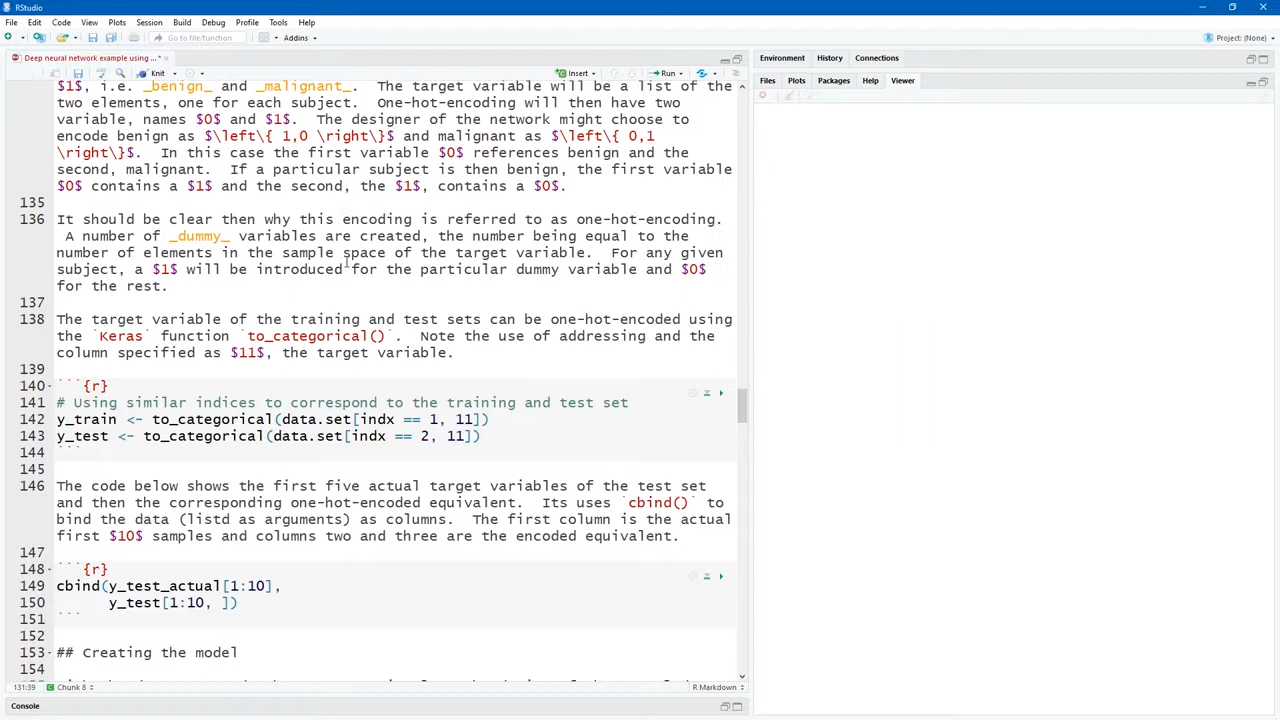 RStudio
File Edit Code View Plots Session Build Debug Profile Tools Help
Go to file/function Addins Project: (None)
Deep neural network example using ...* Environment History Connections
Knit Insert Run Files Plots Packages Help Viewer
$1$, i.e. _benign_ and _malignant_.  The target variable will be a list of the
two elements, one for each subject.  One-hot-encoding will then have two
variable, names $0$ and $1$.  The designer of the network might choose to
encode benign as $\left\{ 1,0 \right\}$ and malignant as $\left\{ 0,1
\right\}$.  In this case the first variable $0$ references benign and the
second, malignant.  If a particular subject is then benign, the first variable
$0$ contains a $1$ and the second, the $1$, contains a $0$.
135
136 It should be clear then why this encoding is referred to as one-hot-encoding.
A number of _dummy_ variables are created, the number being equal to the
number of elements in the sample space of the target variable.  For any given
subject, a $1$ will be introduced for the particular dummy variable and $0$
for the rest.
137
138 The target variable of the training and test sets can be one-hot-encoded using
the `Keras` function `to_categorical()`.  Note the use of addressing and the
column specified as $11$, the target variable.
139
140 ```{r}
141 # Using similar indices to correspond to the training and test set
142 y_train <- to_categorical(data.set[indx == 1, 11])
143 y_test <- to_categorical(data.set[indx == 2, 11])
144 ```
145
146 The code below shows the first five actual target variables of the test set
and then the corresponding one-hot-encoded equivalent.  Its uses `cbind()` to
bind the data (listd as arguments) as columns.  The first column is the actual
first $10$ samples and columns two and three are the encoded equivalent.
147
148 ```{r}
149 cbind(y_test_actual[1:10],
150       y_test[1:10, ])
151 ```
152
153 ## Creating the model
154
131:39 Chunk 8 R Markdown
Console